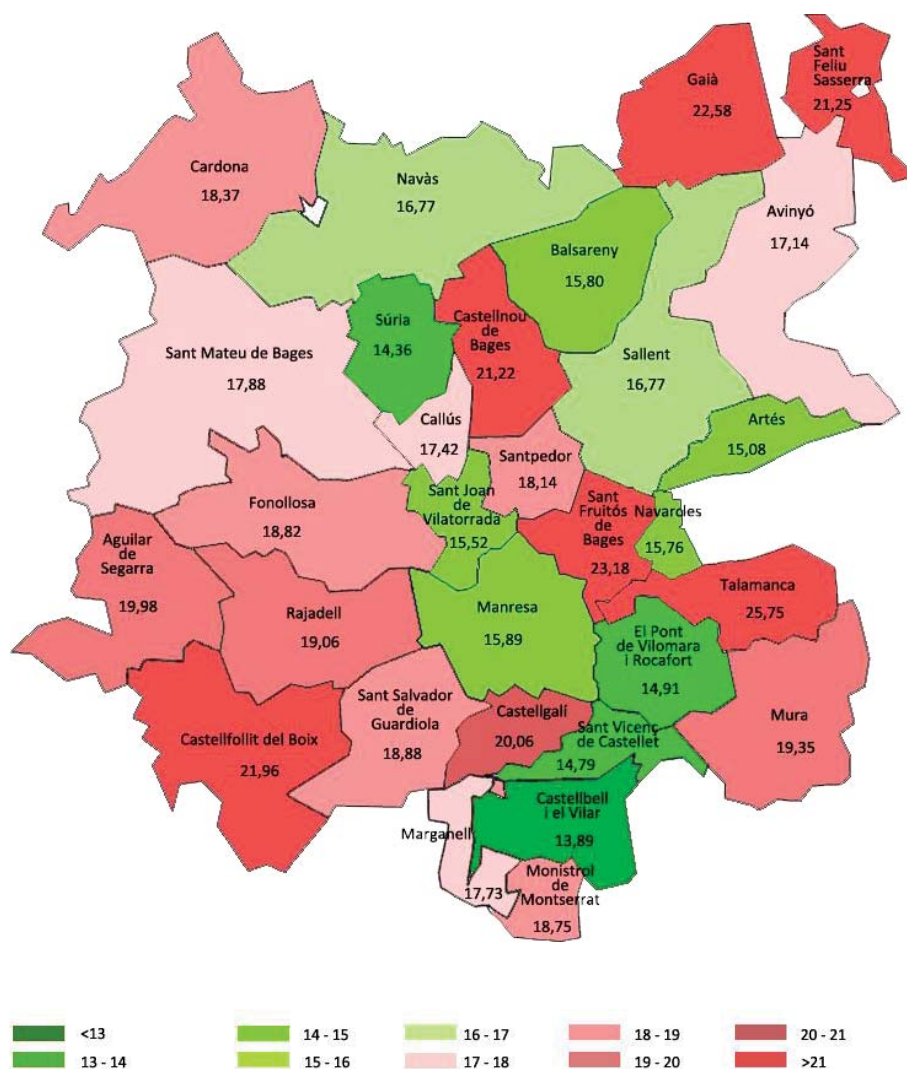 Sant
Feliu
Sasserra
21,25
Gaià
22,58
Cardona
18,37
Navàs
16,77
Avinyó
17,14
Balsareny
15,80
Súria
14,36
Castellnou
de
Bages
21,22
Sant Mateu de Bages
17,88
Sallent
16,77
Callús
17,42
Artés
15,08
Santpedor
18,14
Fonollosa
18,82
Sant Joan
de
Vilatorrada
15,52
Sant
Fruitós
de
Bages
23,18
Navarcles
15,76
Aguilar
de
Segarra
19,98
Talamanca
25,75
Rajadell
19,06
Manresa
15,89
El Pont
de Vilomara
i Rocafort
14,91
Sant Salvador
de
Guardiola
18,88
Castellgalí
20,06
Sant Vicenç
de Castellet
14,79
Mura
19,35
Castellfollit del Boix
21,96
Castellbell
i el Vilar
13,89
Marganell
17,73
Monistrol
de
Montserrat
18,75
<13
14 - 15
16 - 17
18 - 19
20 - 21
13 - 14
15 - 16
17 - 18
19 - 20
>21